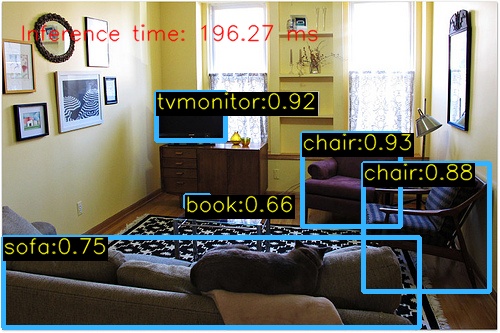 Inference time: 196.27 ms
tvmonitor:0.92
chair:0.93
chair:0.88
book:0.66
sofa:0.75